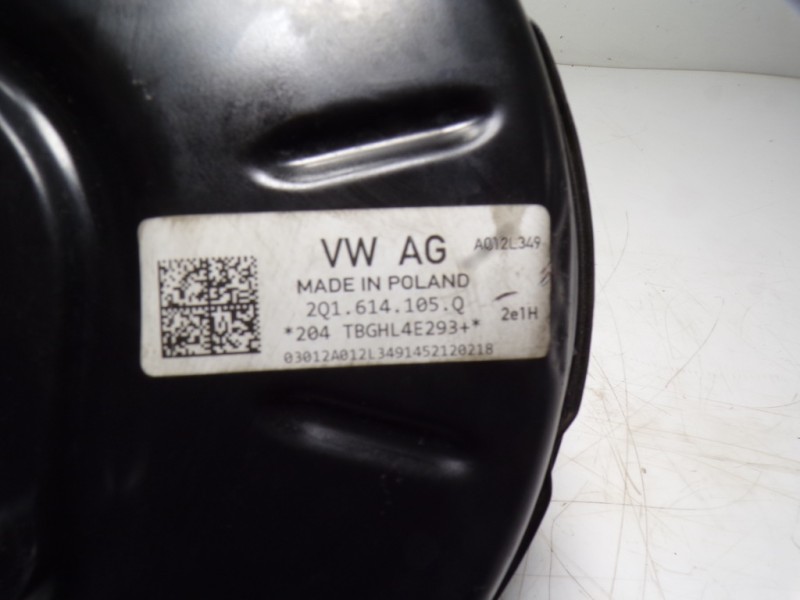 VW AG
A012L349
MADE IN POLAND
2Q1.614.105.Q
2e1H
*204 TBGHL4E293+*
03012A012L3491452120218